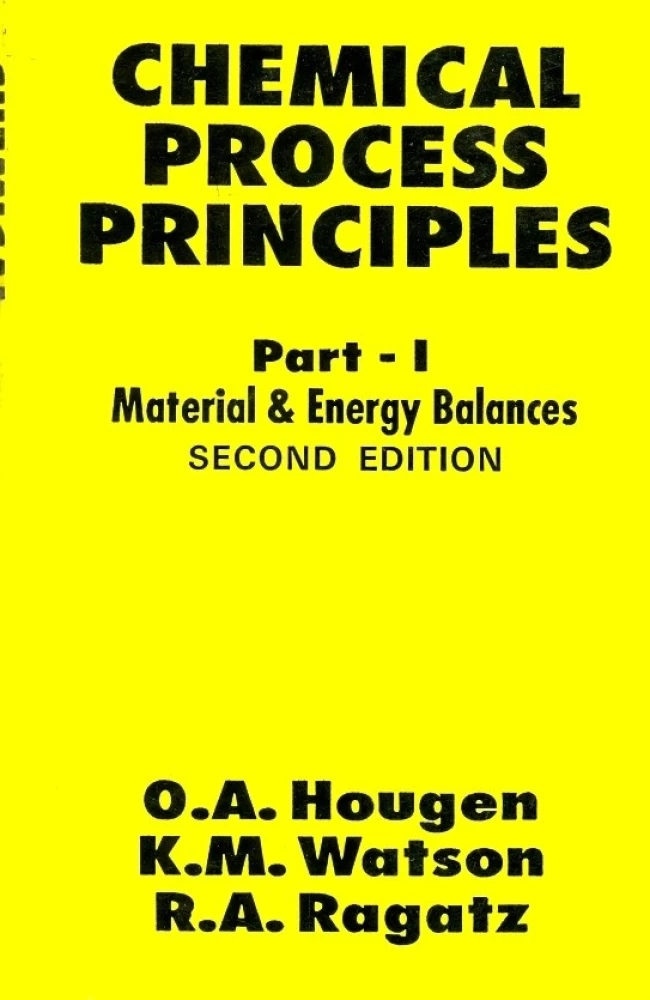 CHEMICAL
PROCESS
PRINCIPLES
Part - I
Material & Energy Balances
SECOND EDITION
O.A. Hougen
K.M. Watson
R.A. Ragatz